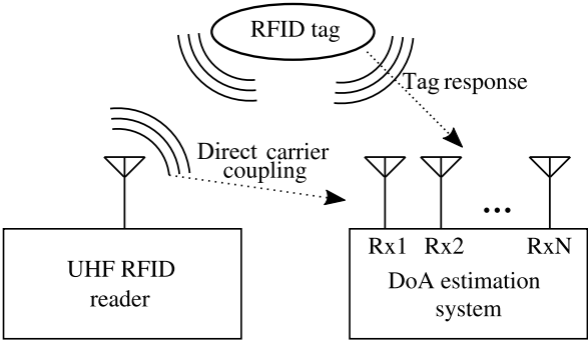 RFID tag
Tag response
Direct carrier
coupling
...
Rx1 Rx2 RxN
UHF RFID
reader
DoA estimation
system